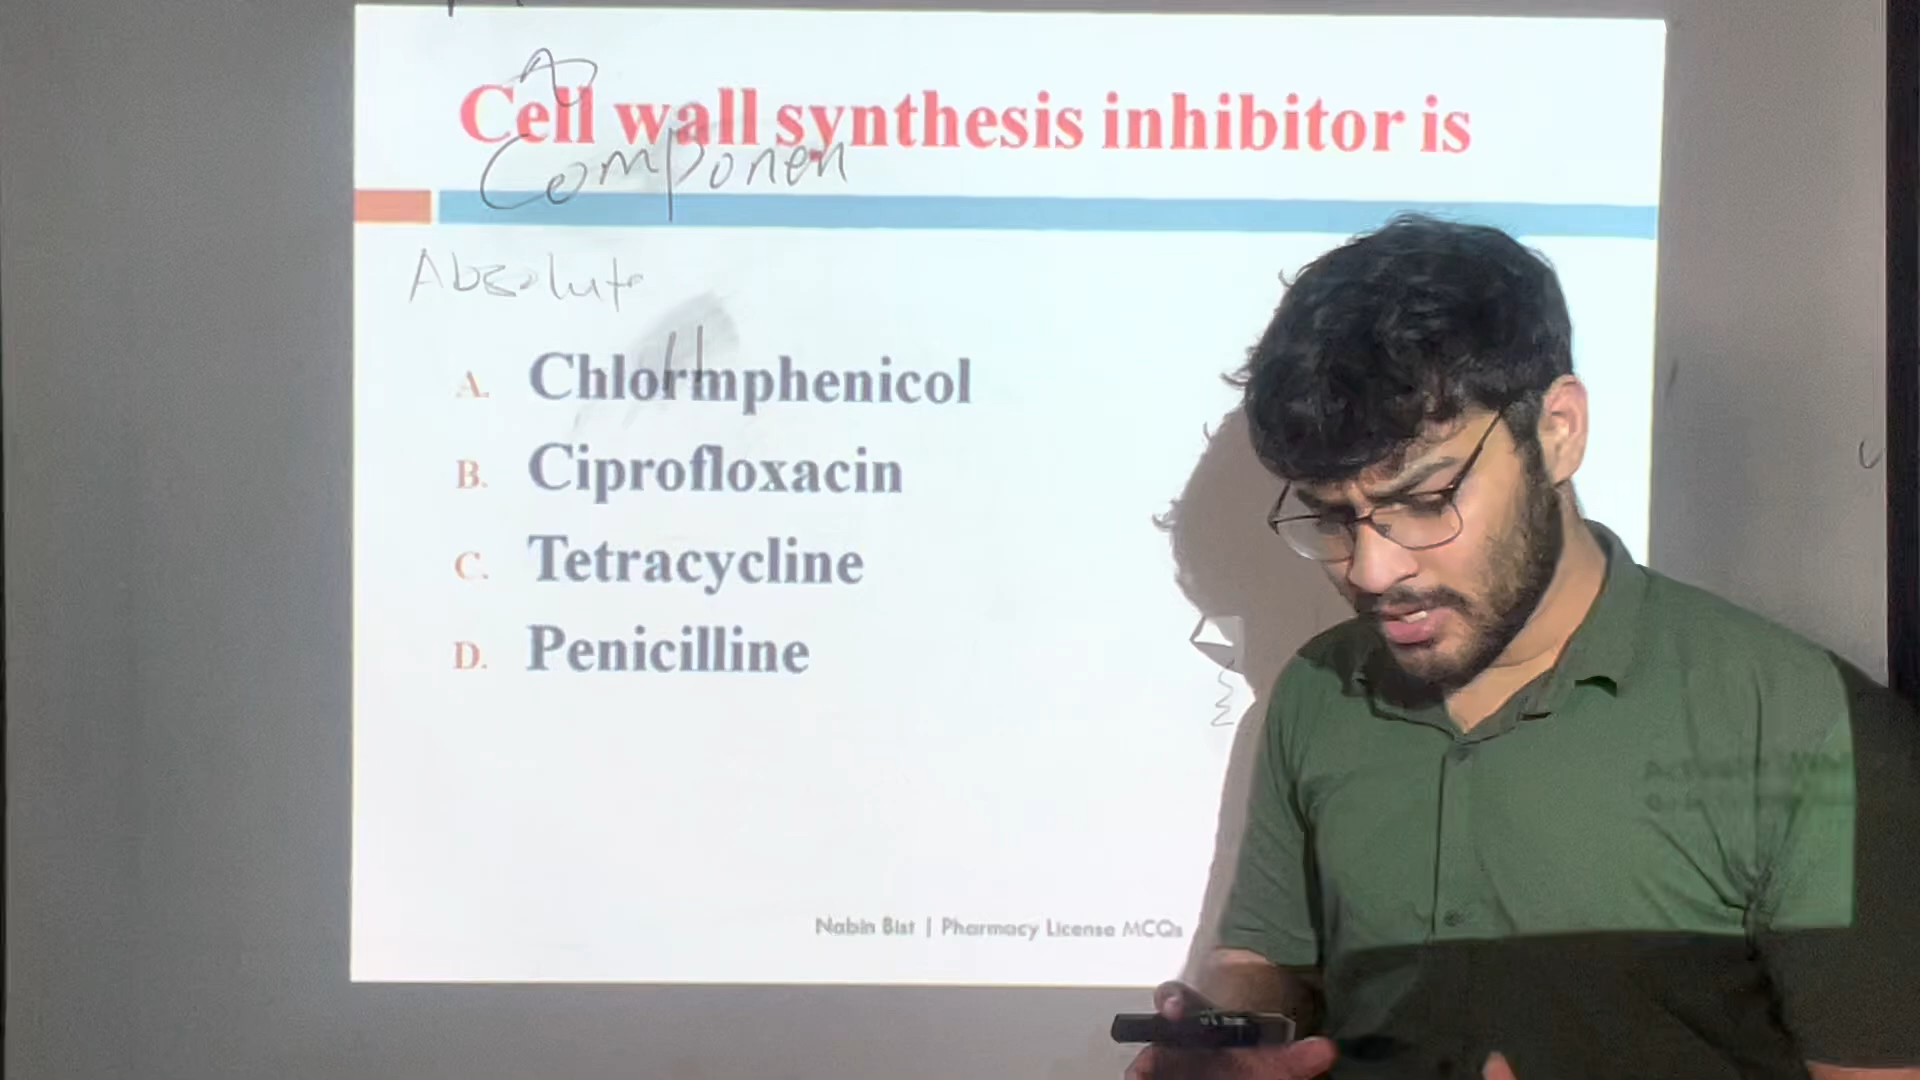 Cell wall synthesis inhibitor is
Componen
Absolute
A. Chlormphenicol
B. Ciprofloxacin
C. Tetracycline
D. Penicilline
Nabin Bist | Pharmacy License MCQs